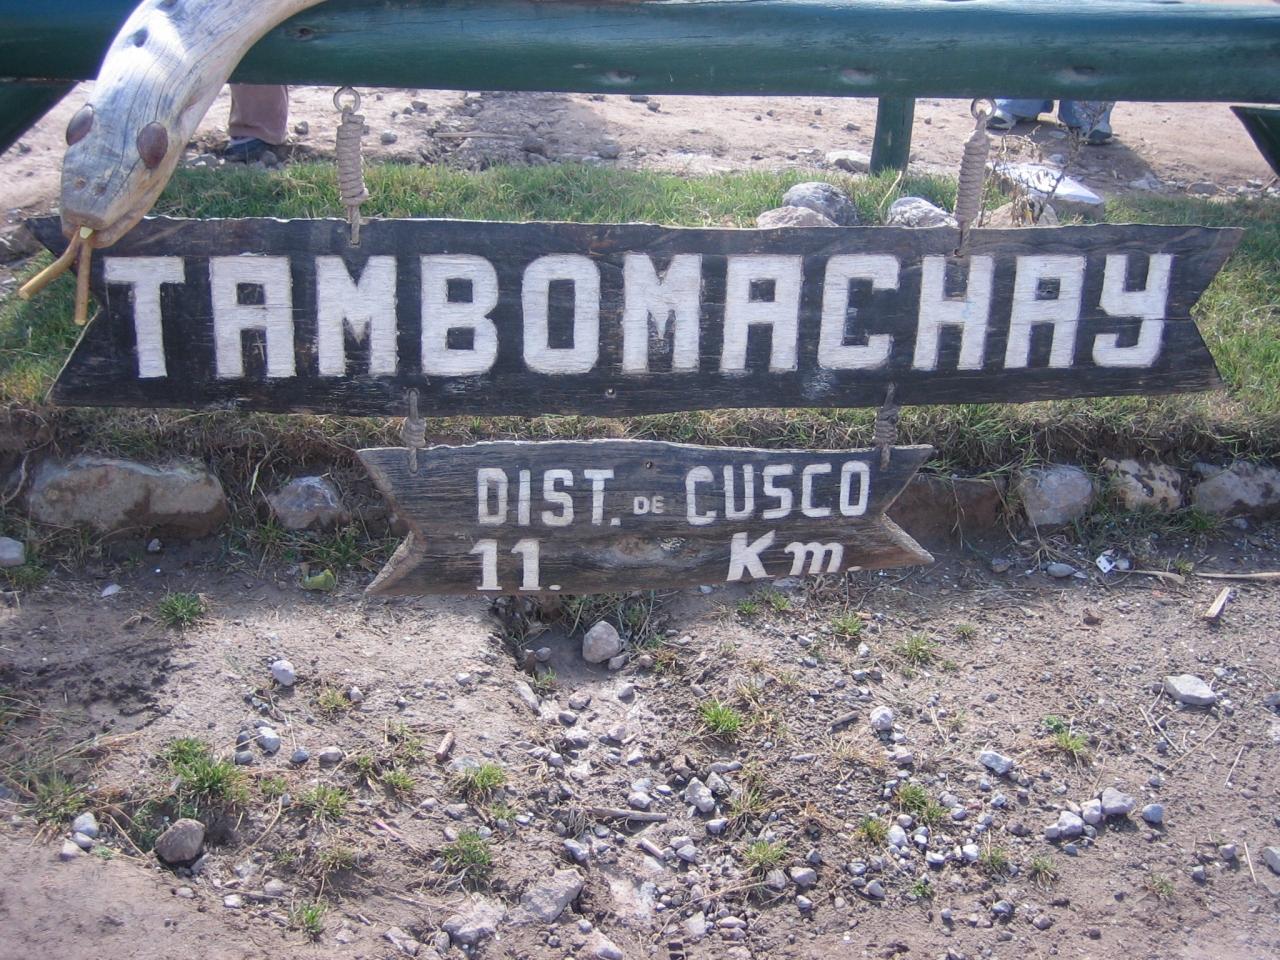 TAMBOMACHAY
DIST. DE CUSCO
11. Km.